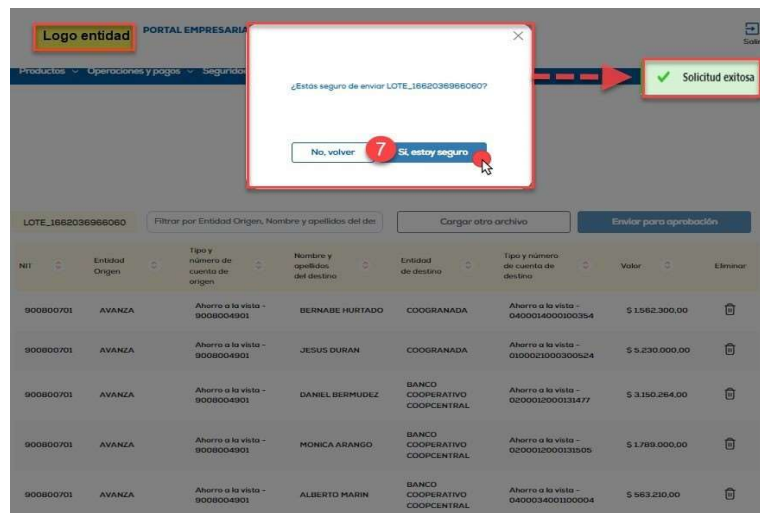 Logo entidad
PORTAL EMPRESARIA
Productos
Operaciones y pagos
Segurida
¿Estás seguro de enviar LOTE_1662036966060?
No, volver
7
Sí, estoy seguro
Solicitud exitosa
LOTE_1662036966060
Filtrar por Entidad Origen, Nombre y apellidos del des
Cargar otro archivo
Enviar para aprobación
NIT
Entidad
Origen
Tipo y
número de
cuenta de
origen
Nombre y
apellidos
del destino
Entidad
de destino
Tipo y número
de cuenta de
destino
Valor
Eliminar
900800701 AVANZA Ahorro a la vista –
9008004901
BERNABE HURTADO COOGRANADA Ahorro a la vista –
0400014000100354
$ 1.562.300,00
900800701 AVANZA Ahorro a la vista –
9008004901
JESUS DURAN COOGRANADA Ahorro a la vista –
0100021000300524
$ 5.230.000,00
900800701 AVANZA Ahorro a la vista –
9008004901
DANIEL BERMUDEZ
BANCO
COOPERATIVO
COOPCENTRAL
Ahorro a la vista –
0200012000131477
$ 3.150.264,00
900800701 AVANZA Ahorro a la vista –
9008004901
MONICA ARANGO
BANCO
COOPERATIVO
COOPCENTRAL
Ahorro a la vista –
0200012000131505
$ 1.789.000,00
900800701 AVANZA Ahorro a la vista –
9008004901
ALBERTO MARIN
BANCO
COOPERATIVO
COOPCENTRAL
Ahorro a la vista –
0400034001100004
$ 563.210,00